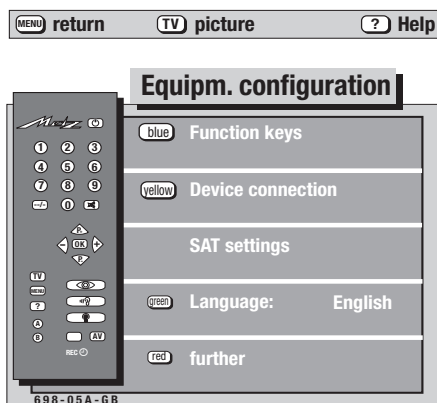 MENU return TV picture ? Help
Equipm. configuration
Metz
1 2 3
4 5 6
7 8 9
--/- 0
P+
- OK +
P-
TV
MENU
?
A
B AV
REC
blue Function keys
yellow Device connection
SAT settings
green Language: English
red further
698-05A-GB